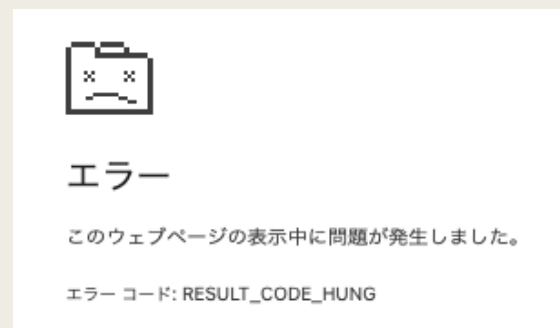 エラー
このウェブページの表示中に問題が発生しました。
エラー コード: RESULT_CODE_HUNG